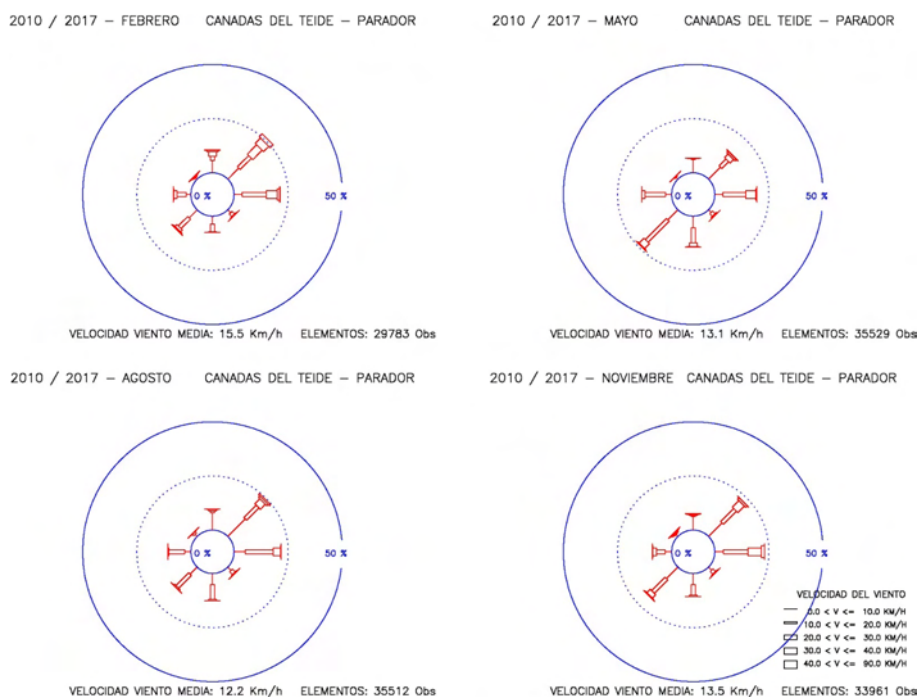 2010 / 2017 – FEBRERO CANADAS DEL TEIDE – PARADOR
0 %
50 %
VELOCIDAD VIENTO MEDIA: 15.5 Km/h ELEMENTOS: 29783 Obs
2010 / 2017 – MAYO CANADAS DEL TEIDE – PARADOR
0 %
50 %
VELOCIDAD VIENTO MEDIA: 13.1 Km/h ELEMENTOS: 35529 Obs
2010 / 2017 – AGOSTO CANADAS DEL TEIDE – PARADOR
0 %
50 %
VELOCIDAD VIENTO MEDIA: 12.2 Km/h ELEMENTOS: 35512 Obs
2010 / 2017 – NOVIEMBRE CANADAS DEL TEIDE – PARADOR
0 %
50 %
VELOCIDAD DEL VIENTO
0.0 < V <= 10.0 KM/H
10.0 < V <= 20.0 KM/H
20.0 < V <= 30.0 KM/H
30.0 < V <= 40.0 KM/H
40.0 < V <= 90.0 KM/H
VELOCIDAD VIENTO MEDIA: 13.5 Km/h ELEMENTOS: 33961 Obs